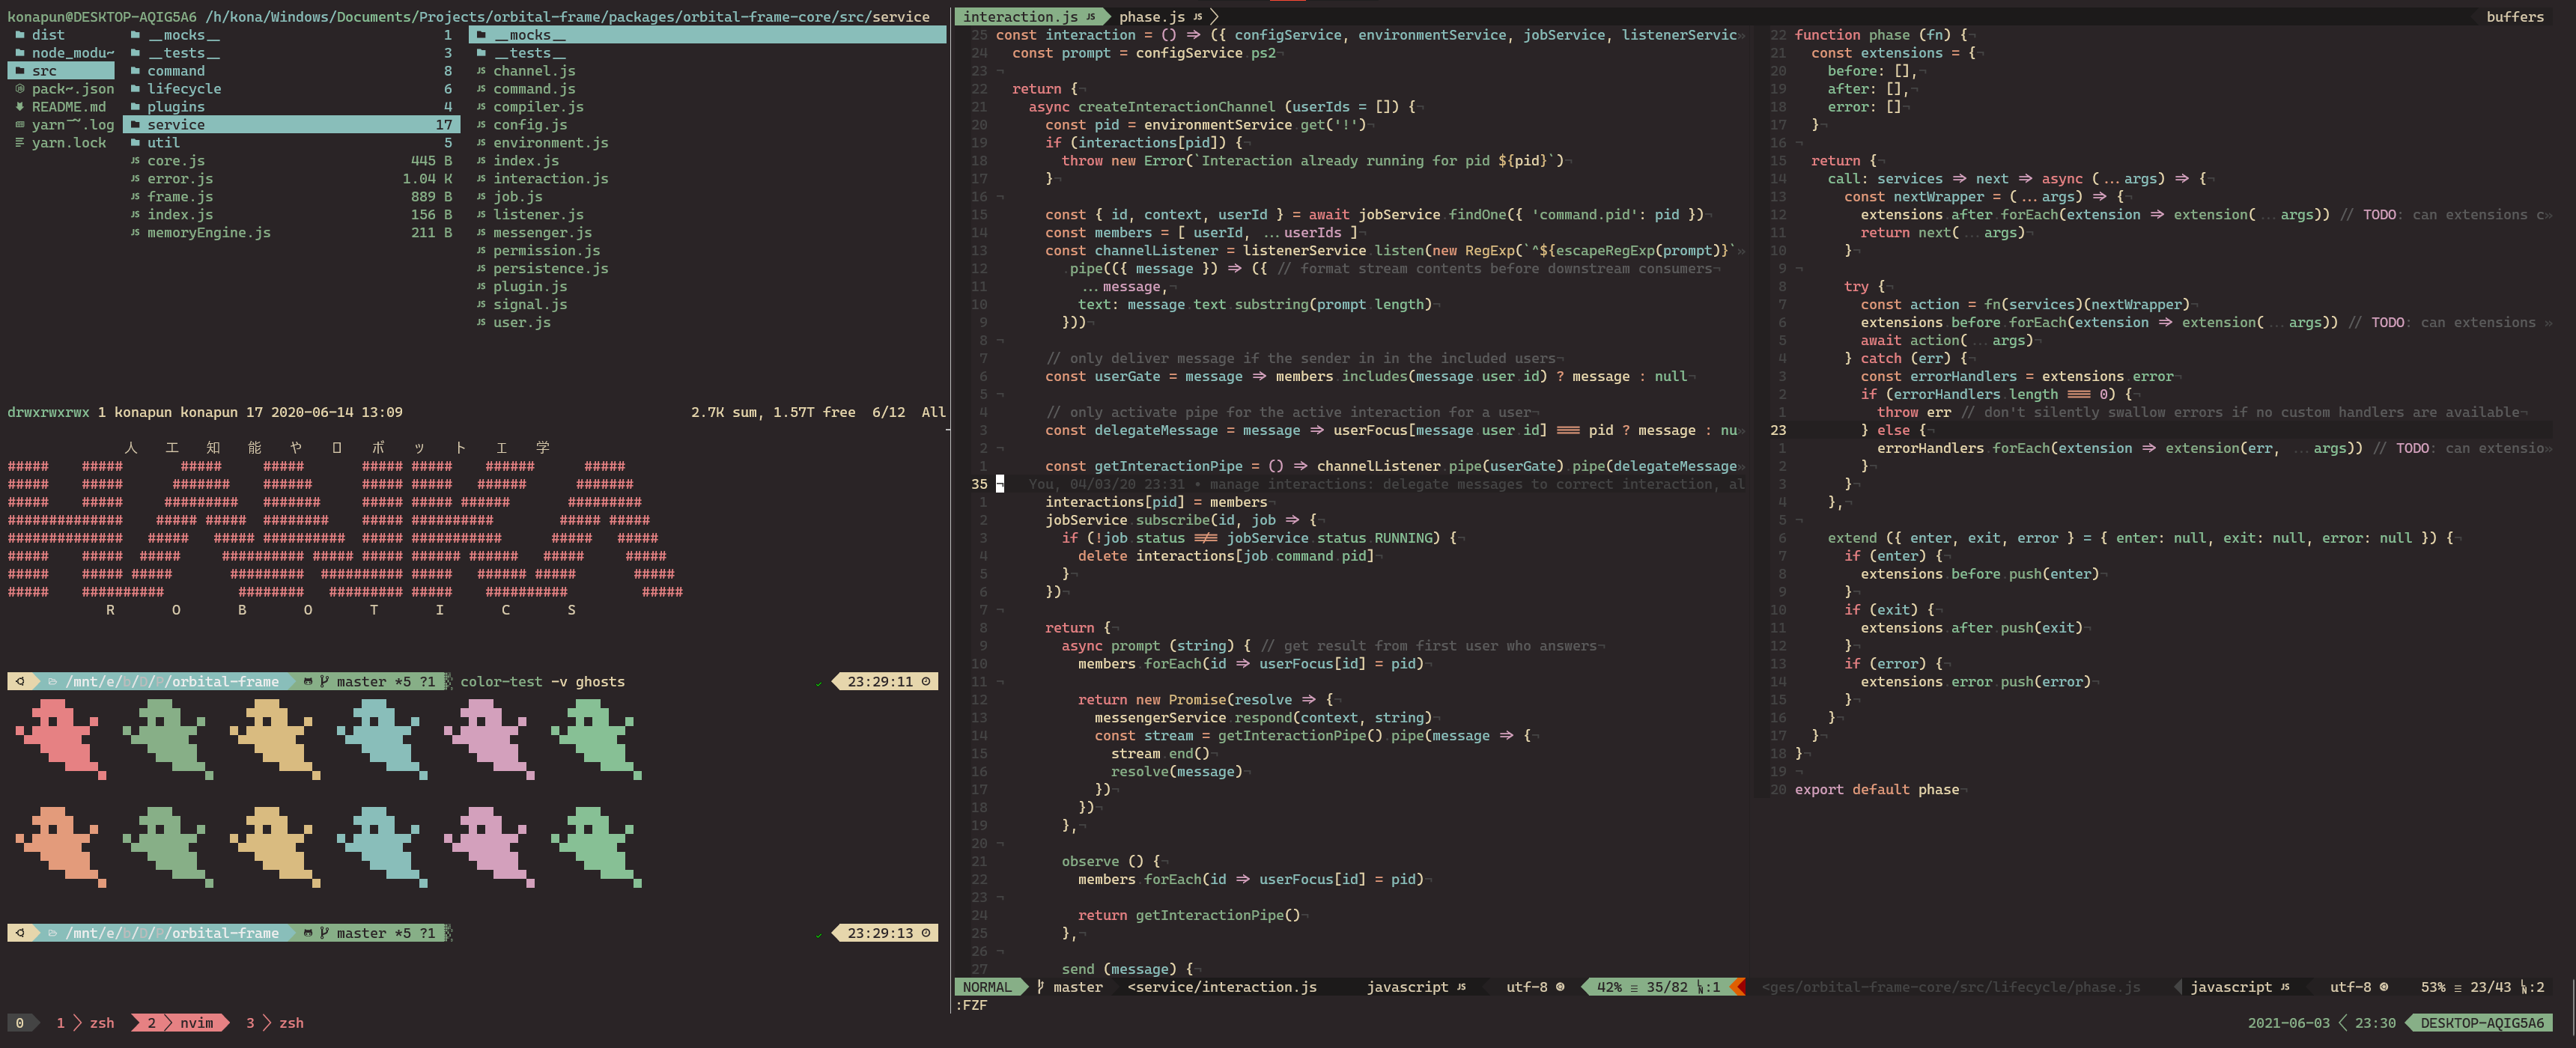 konapun@DESKTOP-AQIG5A6 /h/kona/Windows/Documents/Projects/orbital-frame/packages/orbital-frame-core/src/service
dist
node_modu~
src
pack~.json
README.md
yarn~.log
yarn.lock
__mocks__ 1
__tests__ 3
command 8
lifecycle 6
plugins 4
service 17
util 5
core.js 445 B
error.js 1.04 K
frame.js 889 B
index.js 156 B
memoryEngine.js 211 B
__mocks__
__tests__
channel.js
command.js
compiler.js
config.js
environment.js
index.js
interaction.js
job.js
listener.js
messenger.js
permission.js
persistence.js
plugin.js
signal.js
user.js
drwxrwxrwx 1 konapun konapun 17 2020-06-14 13:09 2.7K sum, 1.57T free 6/12 All
人 工 知 能 や ロ ボ ッ ト エ 学
##### ##### ##### ##### ##### ##### ###### #####
##### ##### ####### ###### ##### ##### ###### #######
##### ##### ######### ####### ##### ##### ###### #########
############## ##### ##### ######## ##### ########## ##### #####
############## ##### ##### ########## ##### ########### ##### #####
##### ##### ##### ########## ##### ##### ###### ###### ##### #####
##### ##### ##### ######### ########## ##### ###### ##### #####
##### ########## ######## ######### ##### ########## #####
R O B O T I C S
/mnt/e/b/D/P/orbital-frame master *5 ?1 color-test -v ghosts 23:29:11
/mnt/e/b/D/P/orbital-frame master *5 ?1 23:29:13
0 1 zsh 2 nvim 3 zsh
interaction.js JS phase.js JS buffers
25 const interaction = () => ({ configService, environmentService, jobService, listenerServic»
24 const prompt = configService.ps2¬
23 ¬
22 return {¬
21 async createInteractionChannel (userIds = []) {¬
20 const pid = environmentService.get('!')¬
19 if (interactions[pid]) {¬
18 throw new Error(`Interaction already running for pid ${pid}`)¬
17 }¬
16 ¬
15 const { id, context, userId } = await jobService.findOne({ 'command.pid': pid })¬
14 const members = [ userId, ...userIds ]¬
13 const channelListener = listenerService.listen(new RegExp(`^${escapeRegExp(prompt)}`»
12 .pipe(({ message }) => ({ // format stream contents before downstream consumers¬
11 ...message,¬
10 text: message.text.substring(prompt.length)¬
9 }))¬
8 ¬
7 // only deliver message if the sender in in the included users¬
6 const userGate = message => members.includes(message.user.id) ? message : null¬
5 ¬
4 // only activate pipe for the active interaction for a user¬
3 const delegateMessage = message => userFocus[message.user.id] === pid ? message : nu»
2 ¬
1 const getInteractionPipe = () => channelListener.pipe(userGate).pipe(delegateMessage»
35 ¬ You, 04/03/20 23:31 • manage interactions: delegate messages to correct interaction, al
1 interactions[pid] = members¬
2 jobService.subscribe(id, job => {¬
3 if (!job.status !== jobService.status.RUNNING) {¬
4 delete interactions[job.command.pid]¬
5 }¬
6 })¬
7 ¬
8 return {¬
9 async prompt (string) { // get result from first user who answers¬
10 members.forEach(id => userFocus[id] = pid)¬
11 ¬
12 return new Promise(resolve => {¬
13 messengerService.respond(context, string)¬
14 const stream = getInteractionPipe().pipe(message => {¬
15 stream.end()¬
16 resolve(message)¬
17 })¬
18 })¬
19 },¬
20 ¬
21 observe () {¬
22 members.forEach(id => userFocus[id] = pid)¬
23 ¬
24 return getInteractionPipe()¬
25 },¬
26 ¬
27 send (message) {¬
NORMAL master <service/interaction.js javascript JS utf-8 42% ≡ 35/82 :1
:FZF
22 function phase (fn) {¬
21 const extensions = {¬
20 before: [],¬
19 after: [],¬
18 error: []¬
17 }¬
16 ¬
15 return {¬
14 call: services => next => async (...args) => {¬
13 const nextWrapper = (...args) => {¬
12 extensions.after.forEach(extension => extension(...args)) // TODO: can extensions c»
11 return next(...args)¬
10 }¬
9 ¬
8 try {¬
7 const action = fn(services)(nextWrapper)¬
6 extensions.before.forEach(extension => extension(...args)) // TODO: can extensions »
5 await action(...args)¬
4 } catch (err) {¬
3 const errorHandlers = extensions.error¬
2 if (errorHandlers.length === 0) {¬
1 throw err // don't silently swallow errors if no custom handlers are available¬
23 } else {¬
1 errorHandlers.forEach(extension => extension(err, ...args)) // TODO: can extensio»
2 }¬
3 }¬
4 },¬
5 ¬
6 extend ({ enter, exit, error } = { enter: null, exit: null, error: null }) {¬
7 if (enter) {¬
8 extensions.before.push(enter)¬
9 }¬
10 if (exit) {¬
11 extensions.after.push(exit)¬
12 }¬
13 if (error) {¬
14 extensions.error.push(error)¬
15 }¬
16 }¬
17 }¬
18 }¬
19 ¬
20 export default phase¬
<ges/orbital-frame-core/src/lifecycle/phase.js javascript JS utf-8 53% ≡ 23/43 :2
2021-06-03 23:30 DESKTOP-AQIG5A6